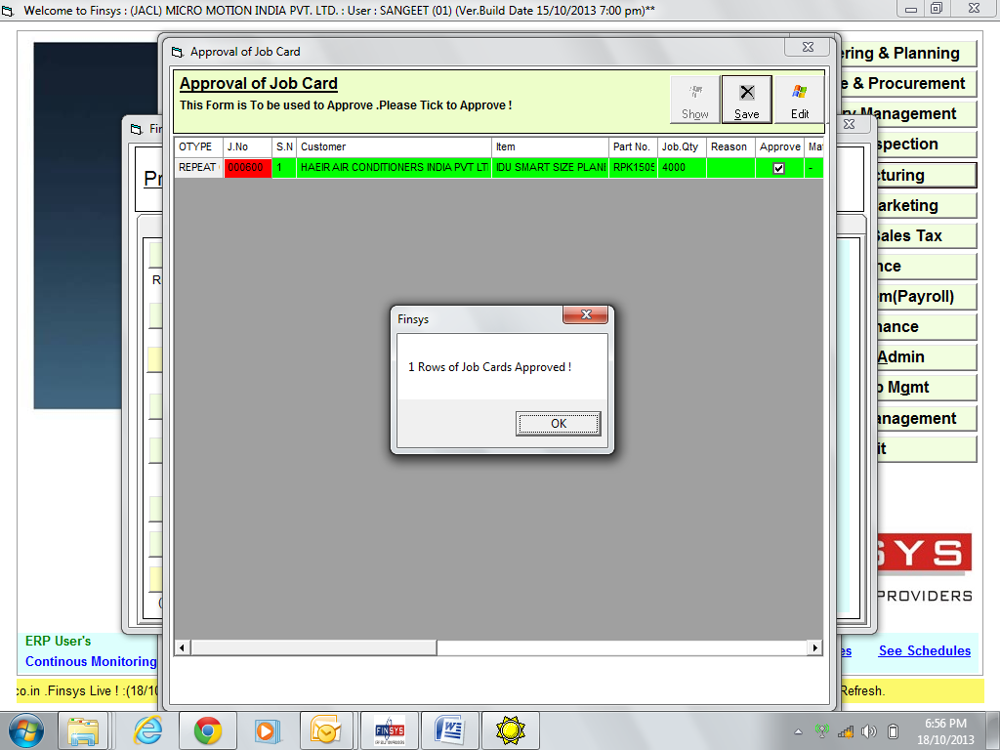 Welcome to Finsys : (JACL) MICRO MOTION INDIA PVT. LTD. : User : SANGEET (01) (Ver.Build Date 15/10/2013 7:00 pm)**
Approval of Job Card
Approval of Job Card
This Form is To be used to Approve .Please Tick to Approve !
Show
Save
Edit
OTYPE J.No S.N Customer Item Part No. Job.Qty Reason Approve Mat
REPEAT 000600 1 HAEIR AIR CONDITIONERS INDIA PVT LT IDU SMART SIZE PLAN RPK1505 4000 -
Fin
Pr
R
(
ering & Planning
e & Procurement
ry Management
spection
cturing
arketing
Sales Tax
nce
em(Payroll)
nance
Admin
p Mgmt
anagement
it
Finsys
1 Rows of Job Cards Approved !
OK
SYS
PROVIDERS
ERP User's
Continous Monitoring
es
See Schedules
co.in .Finsys Live ! :(18/10
Refresh.
FINSYS
6:56 PM
18/10/2013